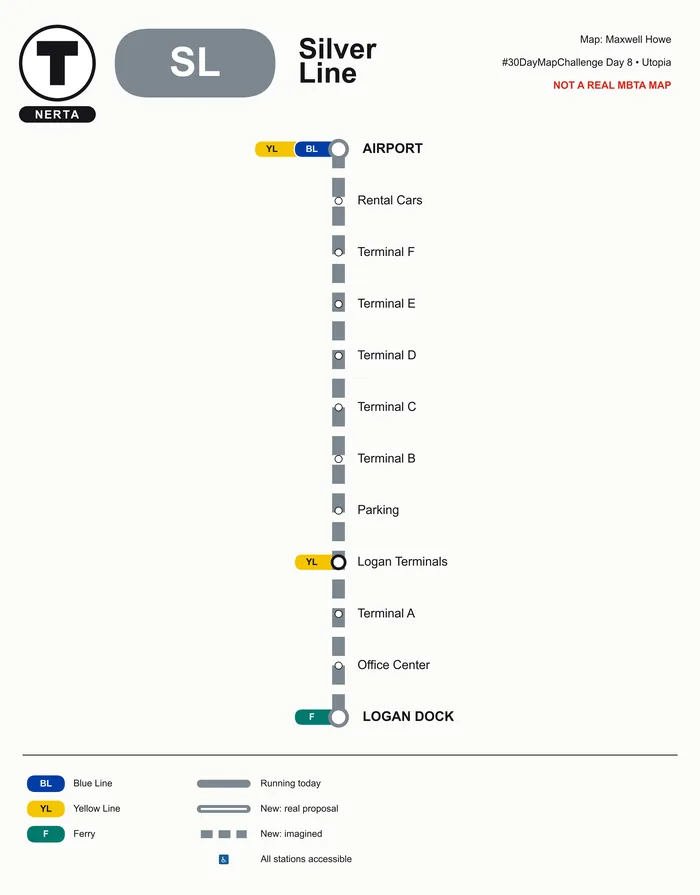 T
NERTA
SL
Silver
Line
Map: Maxwell Howe
#30DayMapChallenge Day 8 • Utopia
NOT A REAL MBTA MAP
YL BL AIRPORT
Rental Cars
Terminal F
Terminal E
Terminal D
Terminal C
Terminal B
Parking
YL Logan Terminals
Terminal A
Office Center
F LOGAN DOCK
BL Blue Line
YL Yellow Line
F Ferry
Running today
New: real proposal
New: imagined
All stations accessible